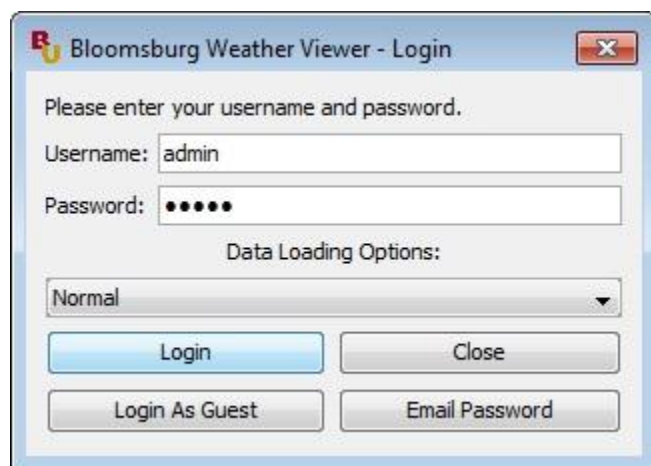 BU Bloomsburg Weather Viewer - Login
Please enter your username and password.
Username: admin
Password: •••••
Data Loading Options:
Normal
Login Close
Login As Guest Email Password